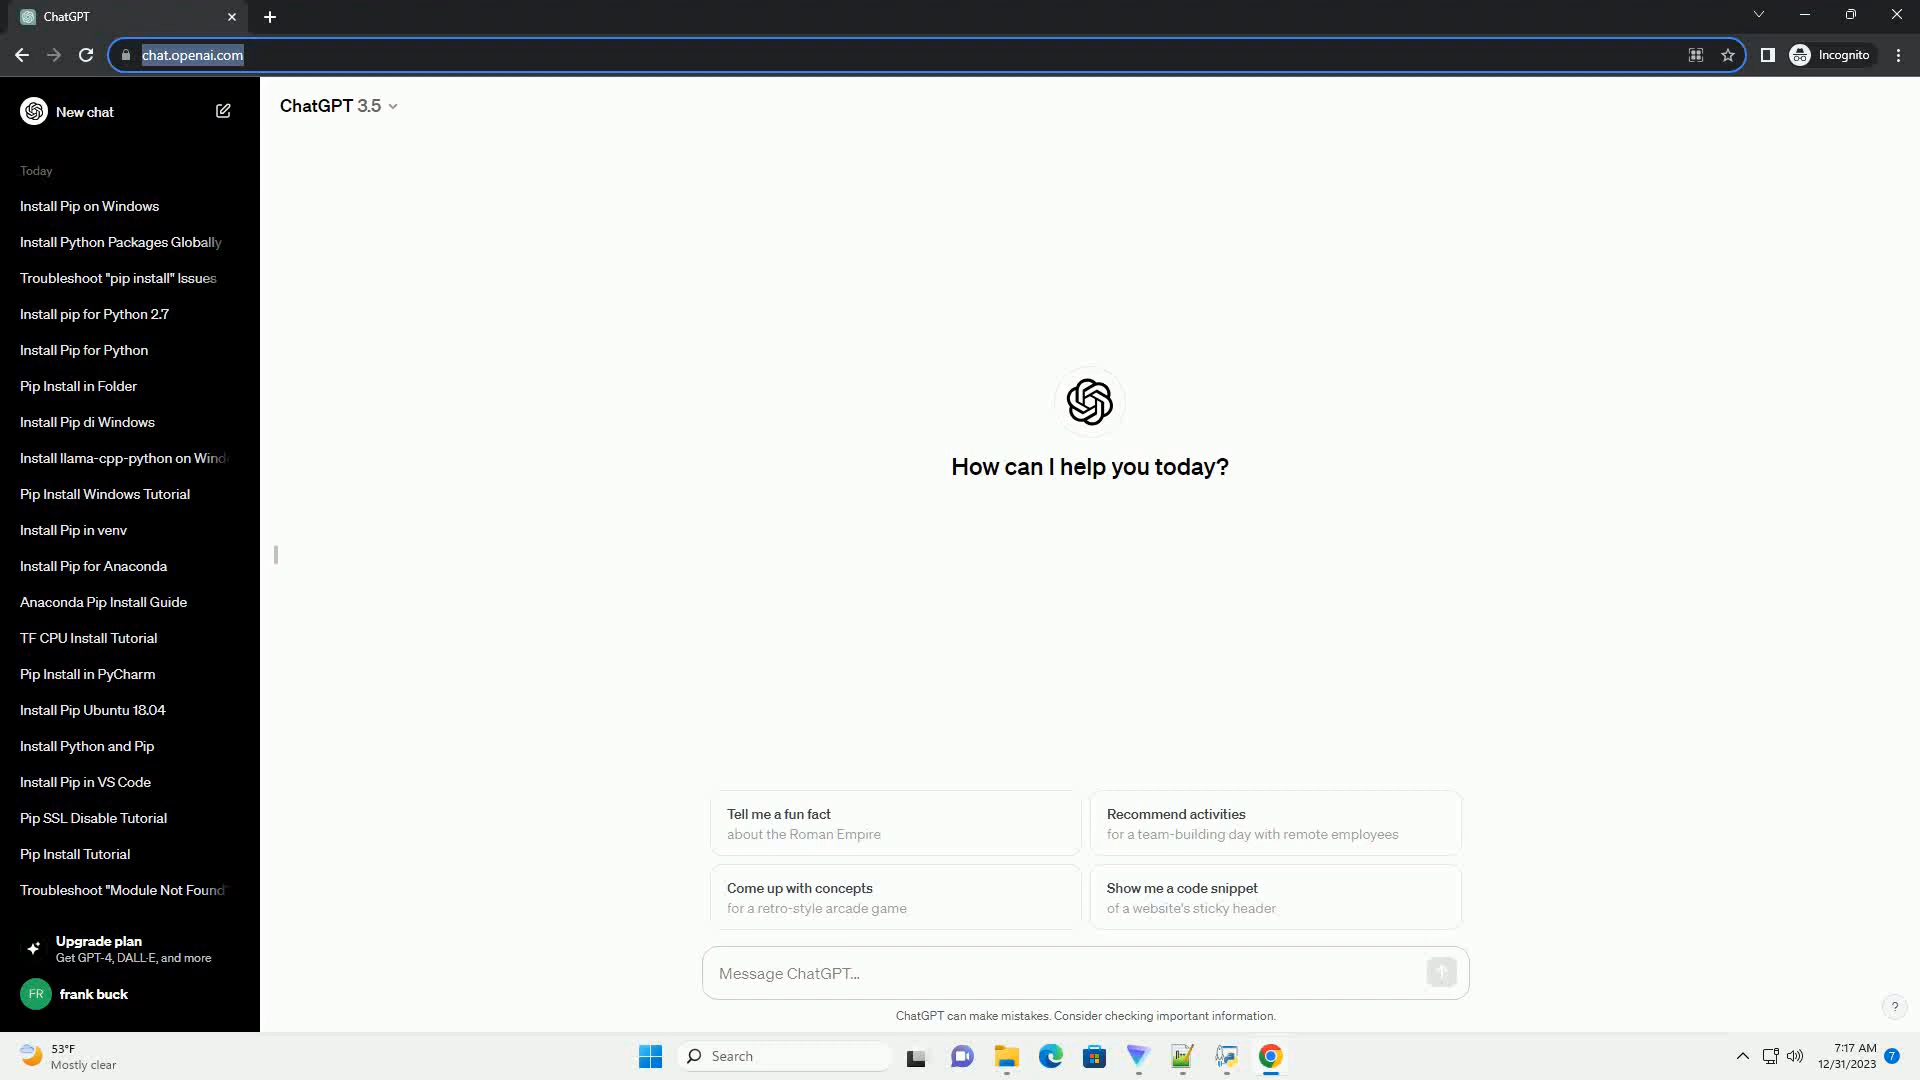 ChatGPT
chat.openai.com
Incognito
New chat
ChatGPT 3.5
Today
Install Pip on Windows
Install Python Packages Globally
Troubleshoot "pip install" Issues
Install pip for Python 2.7
Install Pip for Python
Pip Install in Folder
Install Pip di Windows
Install llama-cpp-python on Wind
Pip Install Windows Tutorial
Install Pip in venv
Install Pip for Anaconda
Anaconda Pip Install Guide
TF CPU Install Tutorial
Pip Install in PyCharm
Install Pip Ubuntu 18.04
Install Python and Pip
Install Pip in VS Code
Pip SSL Disable Tutorial
Pip Install Tutorial
Troubleshoot "Module Not Found"
Upgrade plan
Get GPT-4, DALL·E, and more
FR
frank buck
How can I help you today?
Tell me a fun fact
about the Roman Empire
Recommend activities
for a team-building day with remote employees
Come up with concepts
for a retro-style arcade game
Show me a code snippet
of a website's sticky header
Message ChatGPT…
ChatGPT can make mistakes. Consider checking important information.
?
53°F
Mostly clear
Search
7:17 AM
12/31/2023
7